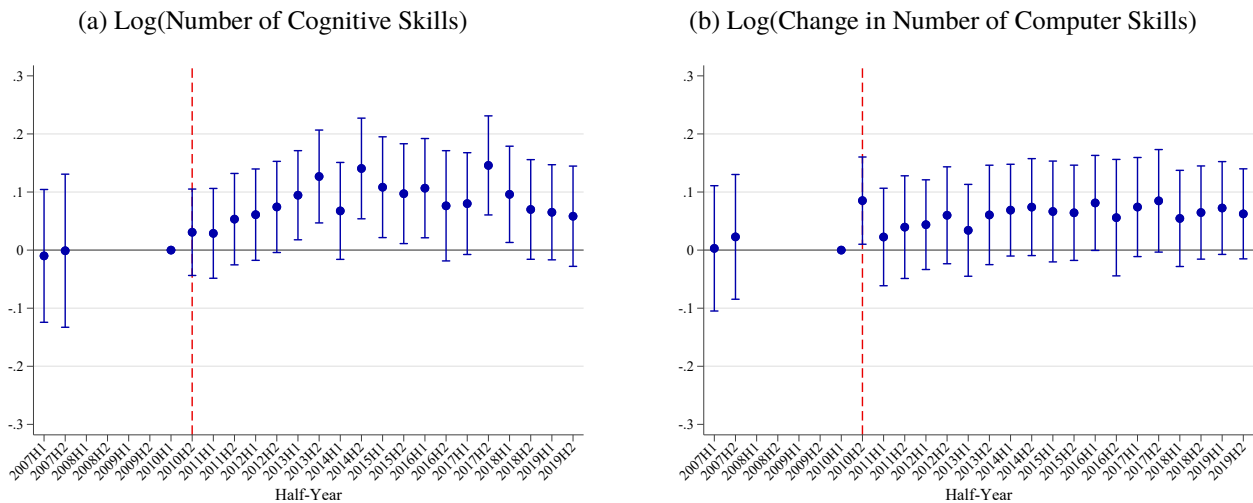 (a) Log(Number of Cognitive Skills)
.3
.2
.1
0
-.1
-.2
-.3
2007H1
2007H2
2008H1
2008H2
2009H1
2009H2
2010H1
2010H2
2011H1
2011H2
2012H1
2012H2
2013H1
2013H2
2014H1
2014H2
2015H1
2015H2
2016H1
2016H2
2017H1
2017H2
2018H1
2018H2
2019H1
2019H2
Half-Year
(b) Log(Change in Number of Computer Skills)
.3
.2
.1
0
-.1
-.2
-.3
2007H1
2007H2
2008H1
2008H2
2009H1
2009H2
2010H1
2010H2
2011H1
2011H2
2012H1
2012H2
2013H1
2013H2
2014H1
2014H2
2015H1
2015H2
2016H1
2016H2
2017H1
2017H2
2018H1
2018H2
2019H1
2019H2
Half-Year